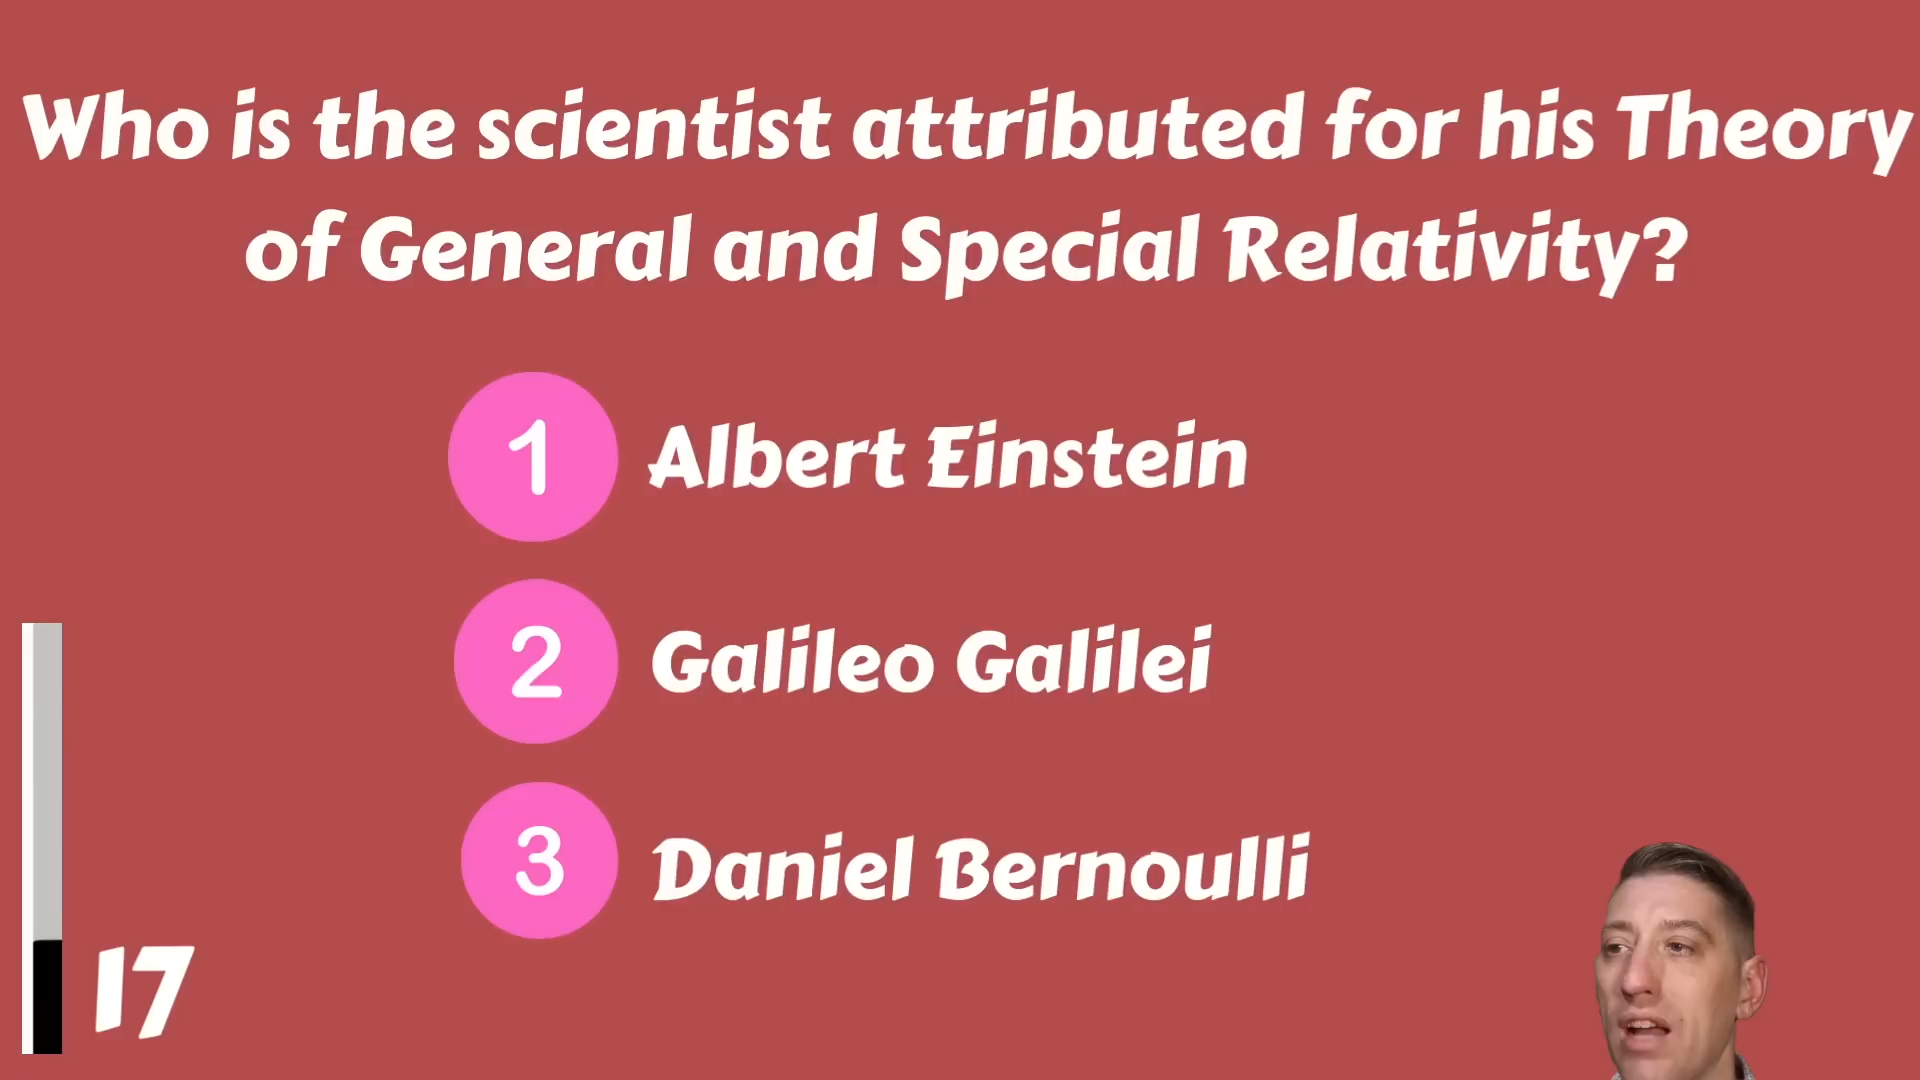 Who is the scientist attributed for his Theory
of General and Special Relativity?
1 Albert Einstein
2 Galileo Galilei
3 Daniel Bernoulli
17